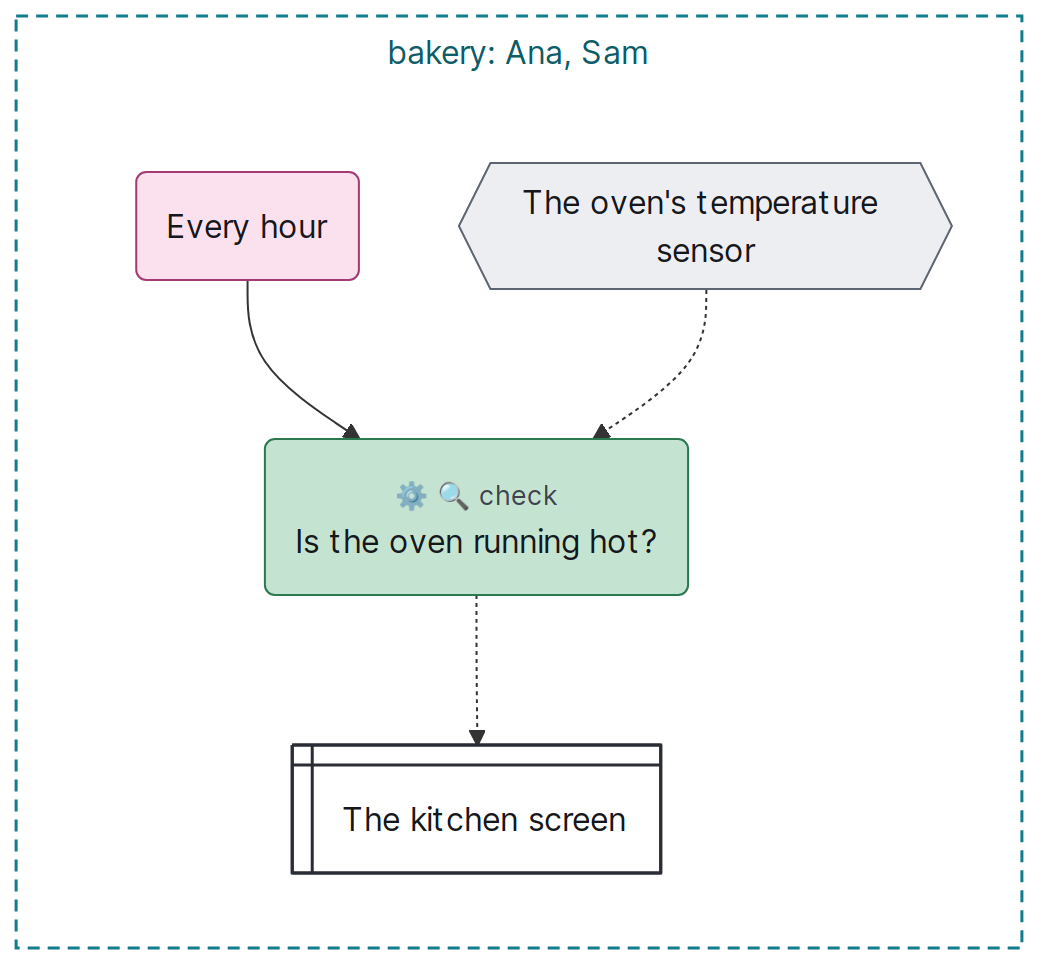 bakery: Ana, Sam
Every hour
The oven's temperature
sensor
⚙️ 🔍 check
Is the oven running hot?
The kitchen screen